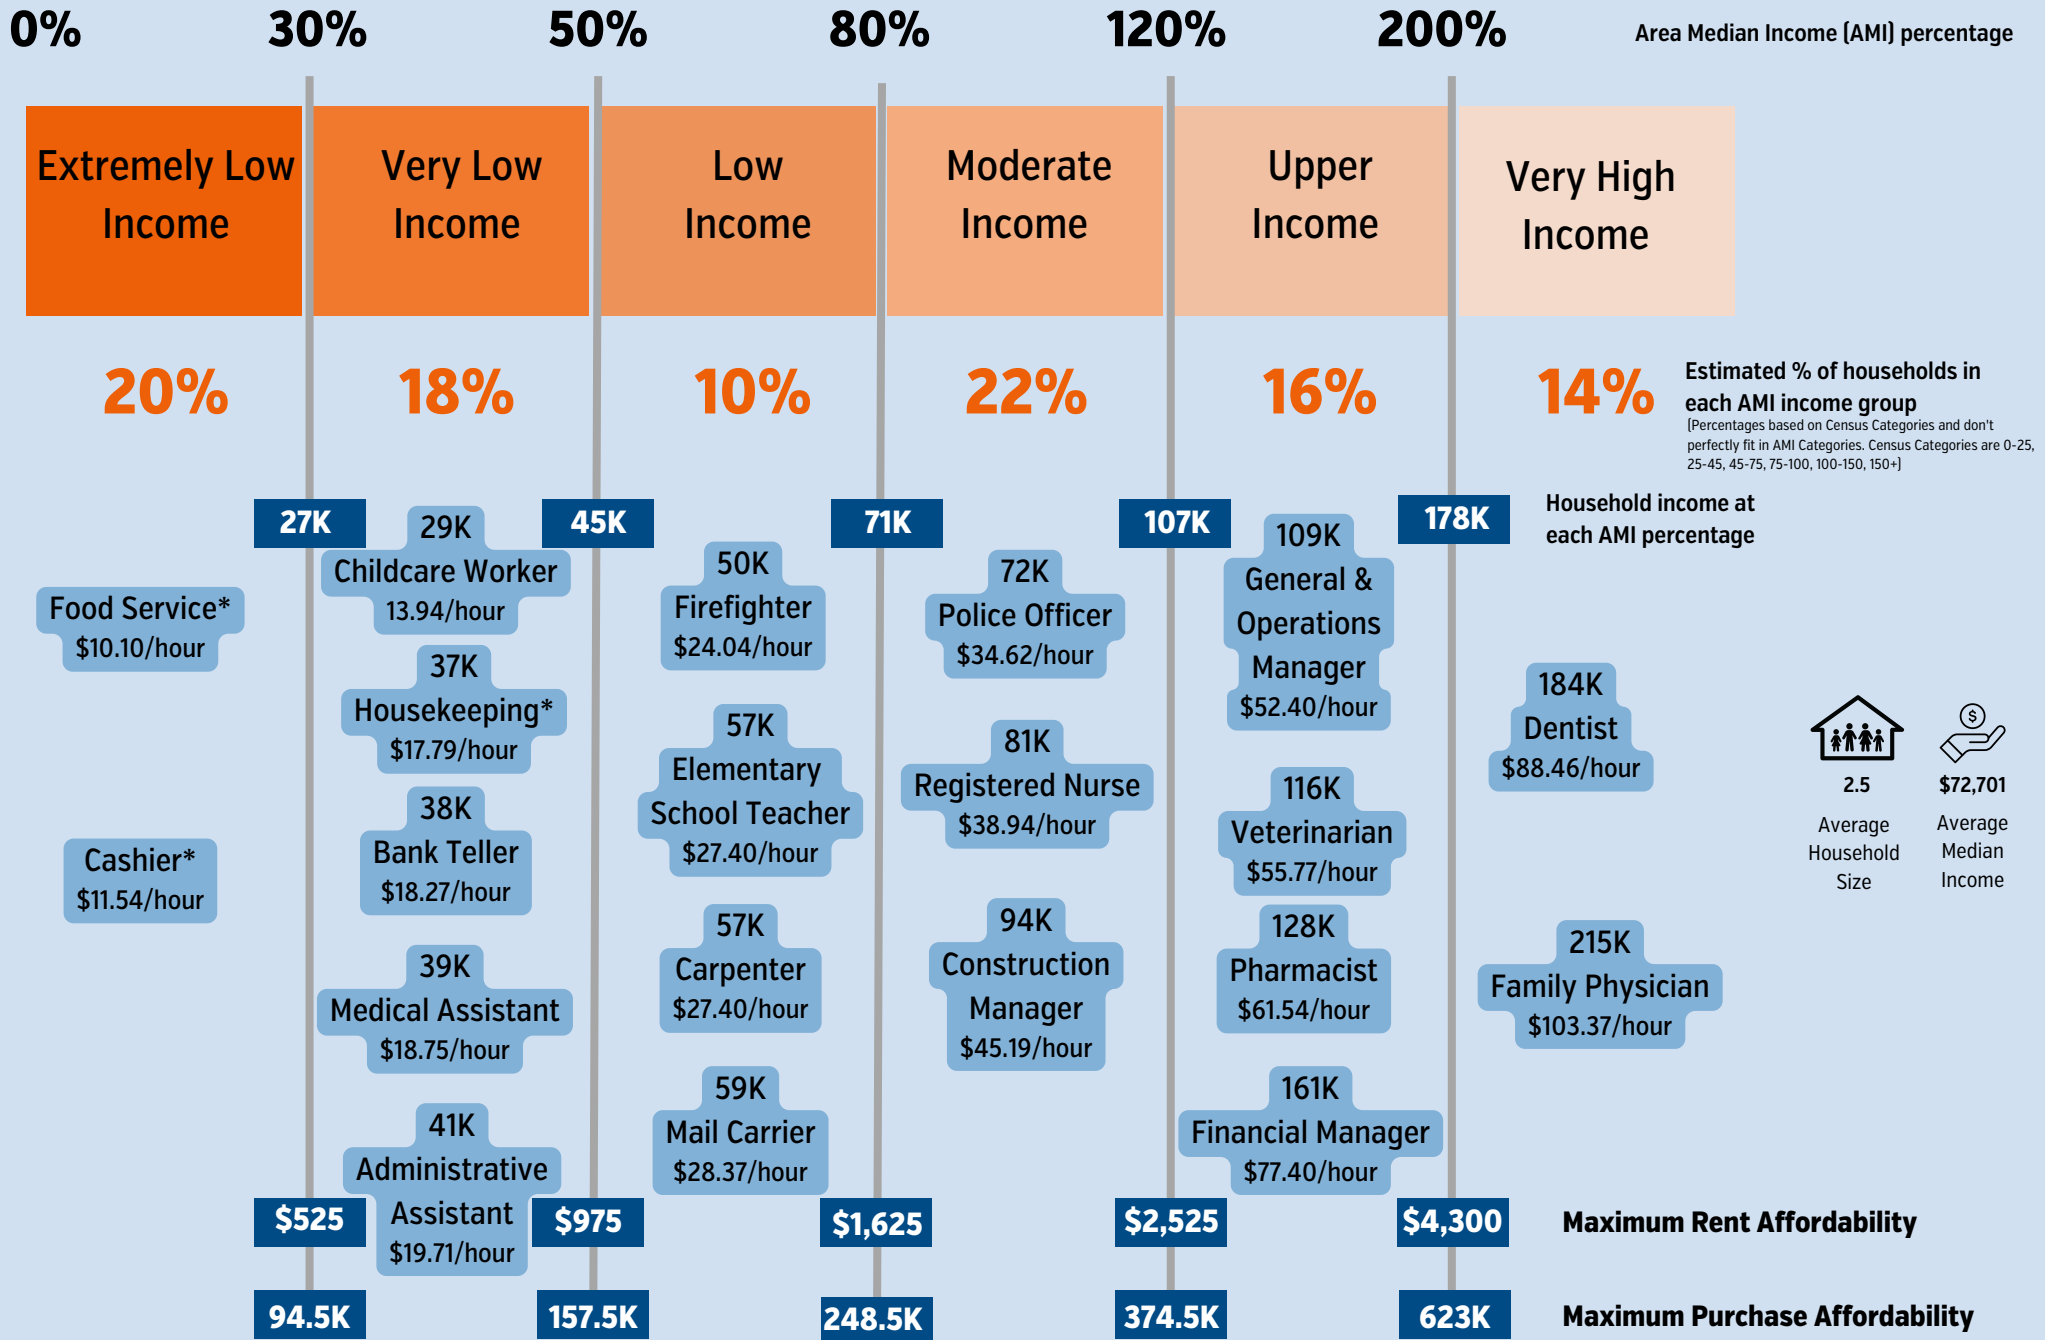 0% 30% 50% 80% 120% 200% Area Median Income (AMI) percentage
Extremely Low
Income
Very Low
Income
Low
Income
Moderate
Income
Upper
Income
Very High
Income
20% 18% 10% 22% 16% 14%
Estimated % of households in
each AMI income group
(Percentages based on Census Categories and don't
perfectly fit in AMI Categories. Census Categories are 0-25,
25-45, 45-75, 75-100, 100-150, 150+)
27K 45K 71K 107K 178K
Household income at
each AMI percentage
Food Service*
$10.10/hour
Cashier*
$11.54/hour
29K
Childcare Worker
13.94/hour
37K
Housekeeping*
$17.79/hour
38K
Bank Teller
$18.27/hour
39K
Medical Assistant
$18.75/hour
41K
Administrative
Assistant
$19.71/hour
50K
Firefighter
$24.04/hour
57K
Elementary
School Teacher
$27.40/hour
57K
Carpenter
$27.40/hour
59K
Mail Carrier
$28.37/hour
72K
Police Officer
$34.62/hour
81K
Registered Nurse
$38.94/hour
94K
Construction
Manager
$45.19/hour
109K
General &
Operations
Manager
$52.40/hour
116K
Veterinarian
$55.77/hour
128K
Pharmacist
$61.54/hour
161K
Financial Manager
$77.40/hour
184K
Dentist
$88.46/hour
215K
Family Physician
$103.37/hour
$
2.5
Average
Household
Size
$72,701
Average
Median
Income
$525 $975 $1,625 $2,525 $4,300 Maximum Rent Affordability
94.5K 157.5K 248.5K 374.5K 623K Maximum Purchase Affordability